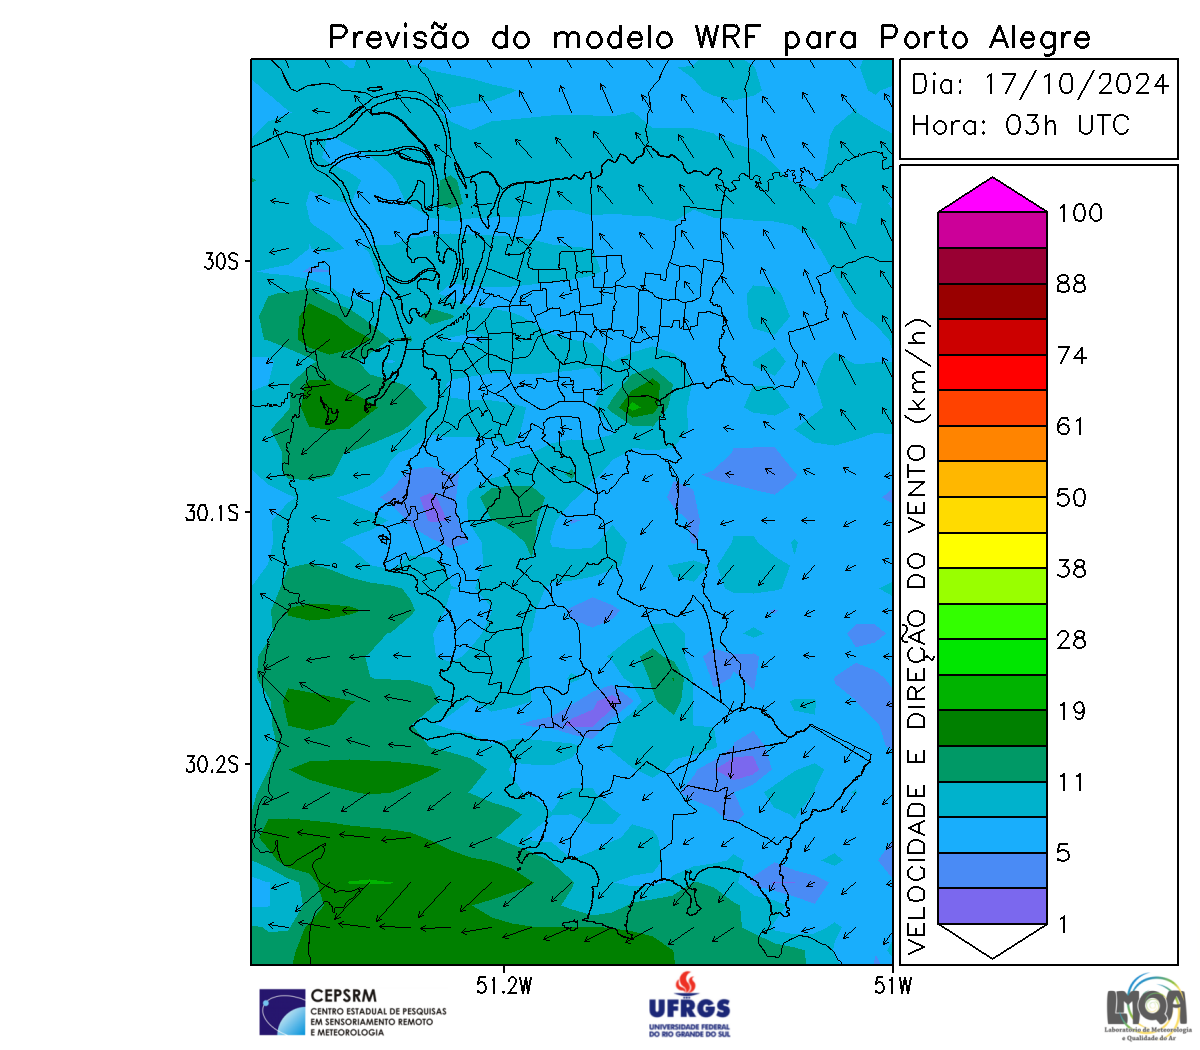 Previsão do modelo WRF para Porto Alegre
Dia: 17/10/2024
Hora: 03h UTC
30S
30.1S
30.2S
51.2W
51W
VELOCIDADE E DIREÇÃO DO VENTO (km/h)
100
88
74
61
50
38
28
19
11
5
1
CEPSRM
CENTRO ESTADUAL DE PESQUISAS
EM SENSORIAMENTO REMOTO
E METEOROLOGIA
UFRGS
UNIVERSIDADE FEDERAL
DO RIO GRANDE DO SUL
LMQA
Laboratório de Meteorologia
e Qualidade do Ar